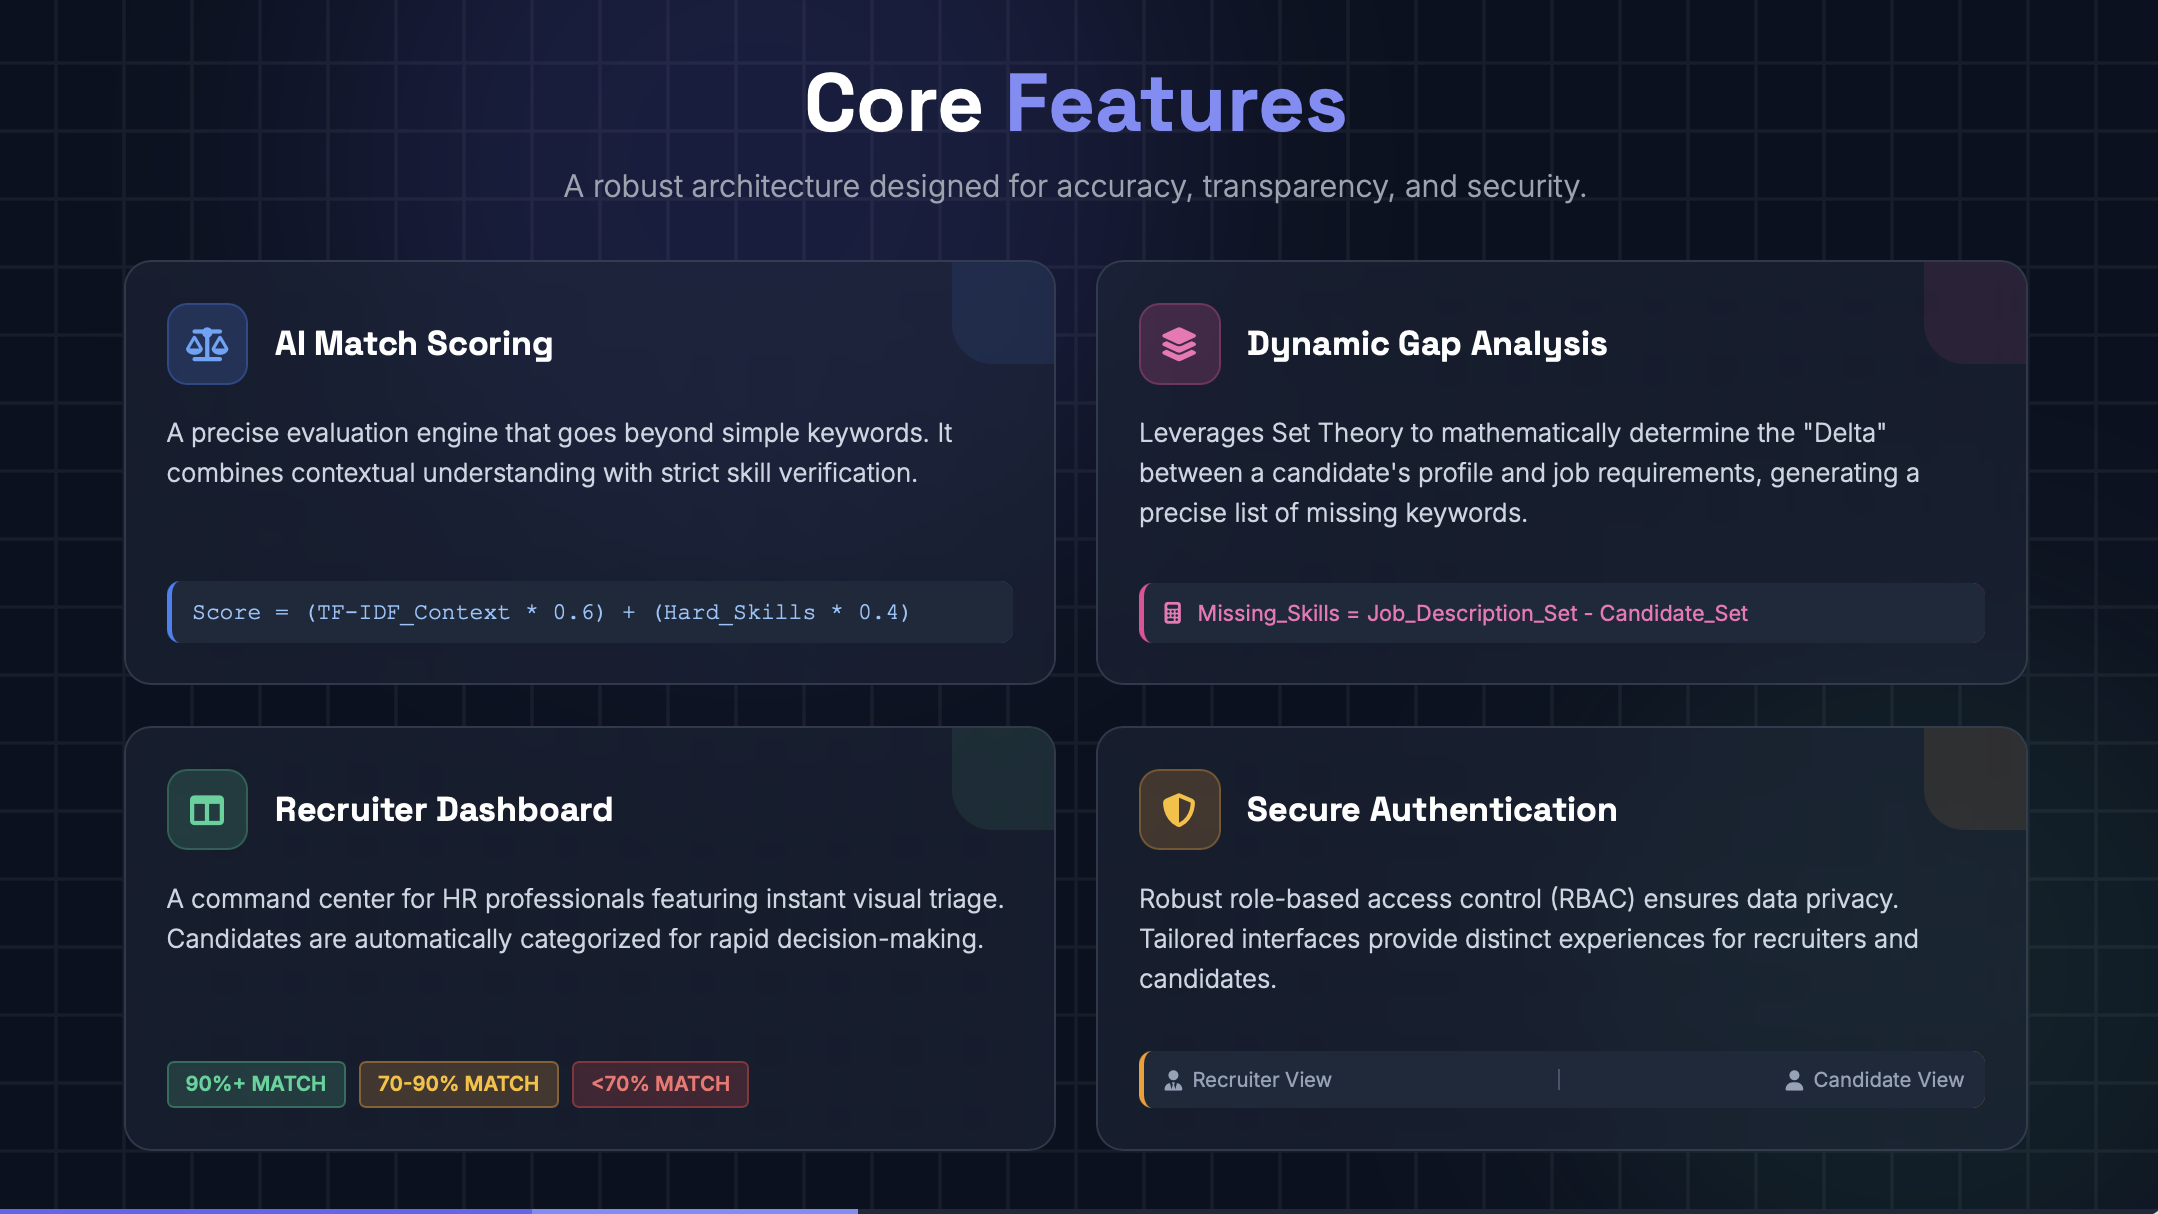 Core Features
A robust architecture designed for accuracy, transparency, and security.
AI Match Scoring
A precise evaluation engine that goes beyond simple keywords. It
combines contextual understanding with strict skill verification.
Score = (TF-IDF_Context * 0.6) + (Hard_Skills * 0.4)
Dynamic Gap Analysis
Leverages Set Theory to mathematically determine the "Delta"
between a candidate's profile and job requirements, generating a
precise list of missing keywords.
Missing_Skills = Job_Description_Set - Candidate_Set
Recruiter Dashboard
A command center for HR professionals featuring instant visual triage.
Candidates are automatically categorized for rapid decision-making.
90%+ MATCH
70-90% MATCH
<70% MATCH
Secure Authentication
Robust role-based access control (RBAC) ensures data privacy.
Tailored interfaces provide distinct experiences for recruiters and
candidates.
Recruiter View
|
Candidate View